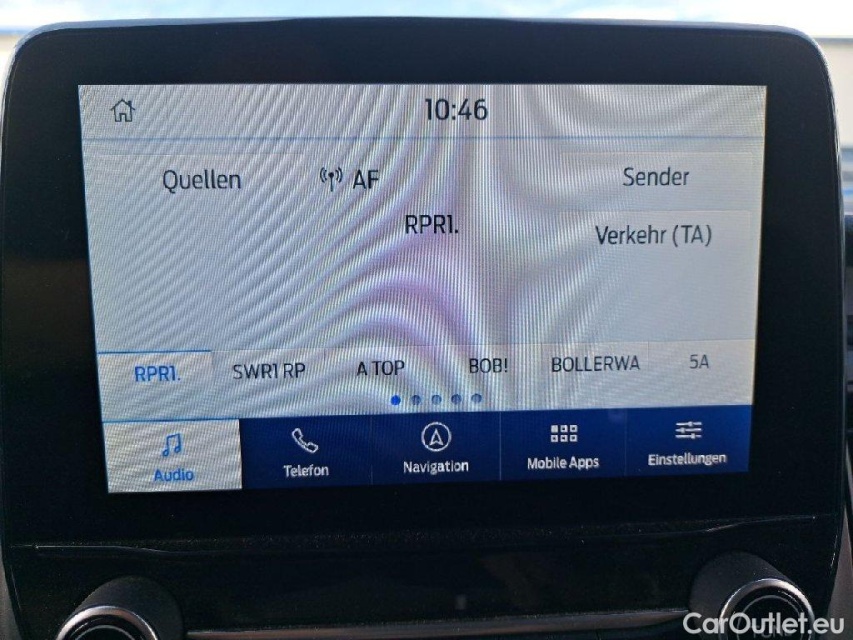 10:46
Quellen AF Sender
RPR1.
Verkehr (TA)
RPR1. SWR1 RP A TOP BOB! BOLLERWA 5A
Audio Telefon Navigation Mobile Apps Einstellungen
CarOutlet.eu